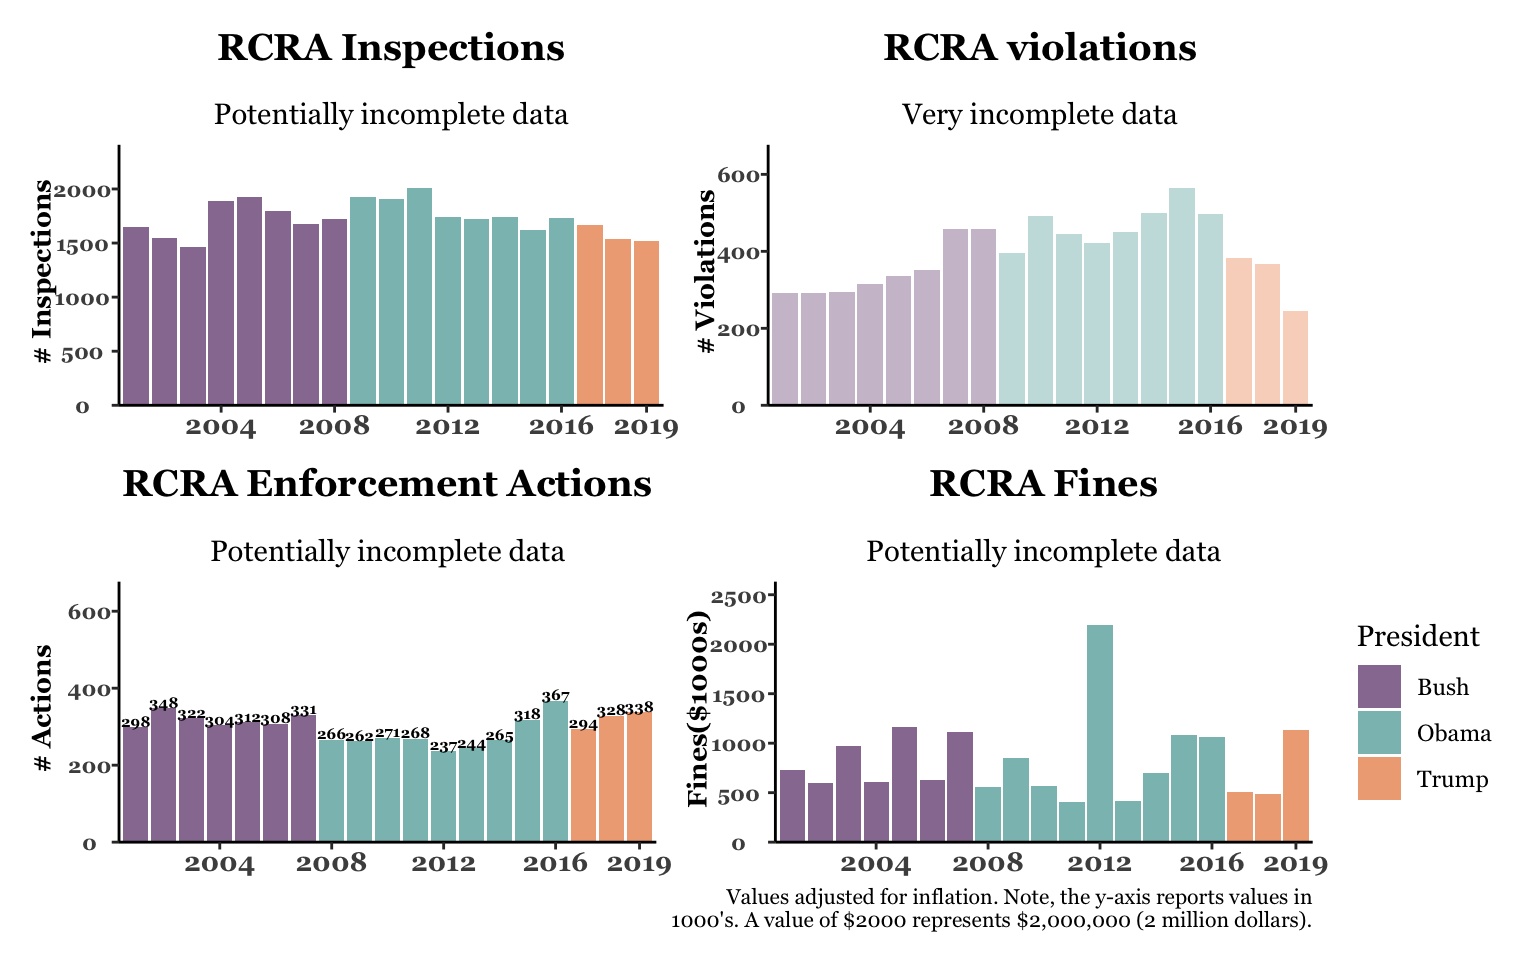 RCRA Inspections
Potentially incomplete data
# Inspections
2000
1500
1000
500
0
2004 2008 2012 2016 2019
RCRA violations
Very incomplete data
# Violations
600
400
200
0
2004 2008 2012 2016 2019
RCRA Enforcement Actions
Potentially incomplete data
# Actions
600
400
200
0
298 348 322 304 312 308 331 266 262 271 268 237 244 265 318 367 294 328 338
2004 2008 2012 2016 2019
RCRA Fines
Potentially incomplete data
Fines($1000s)
2500
2000
1500
1000
500
0
2004 2008 2012 2016 2019
President
Bush
Obama
Trump
Values adjusted for inflation. Note, the y-axis reports values in
1000's. A value of $2000 represents $2,000,000 (2 million dollars).